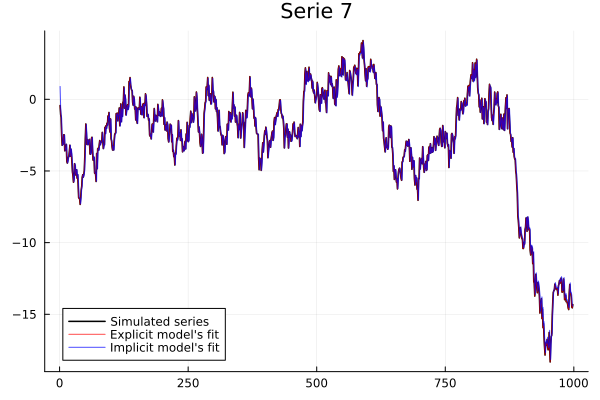 Serie 7
0
−5
−10
−15
Simulated series
Explicit model's fit
Implicit model's fit
0
250
500
750
1000